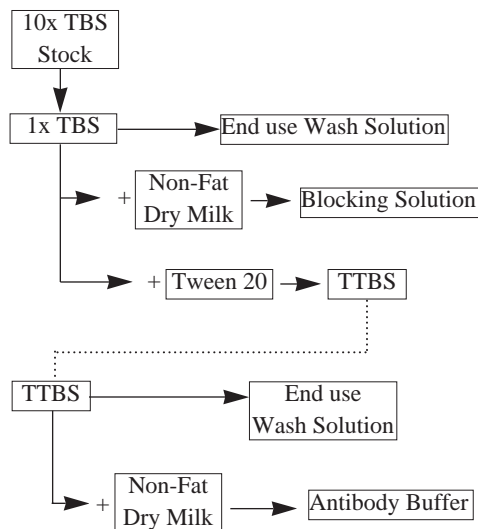 10x TBS
Stock
1x TBS
End use Wash Solution
+ Non-Fat
Dry Milk
Blocking Solution
+ Tween 20
TTBS
TTBS
End use
Wash Solution
+ Non-Fat
Dry Milk
Antibody Buffer